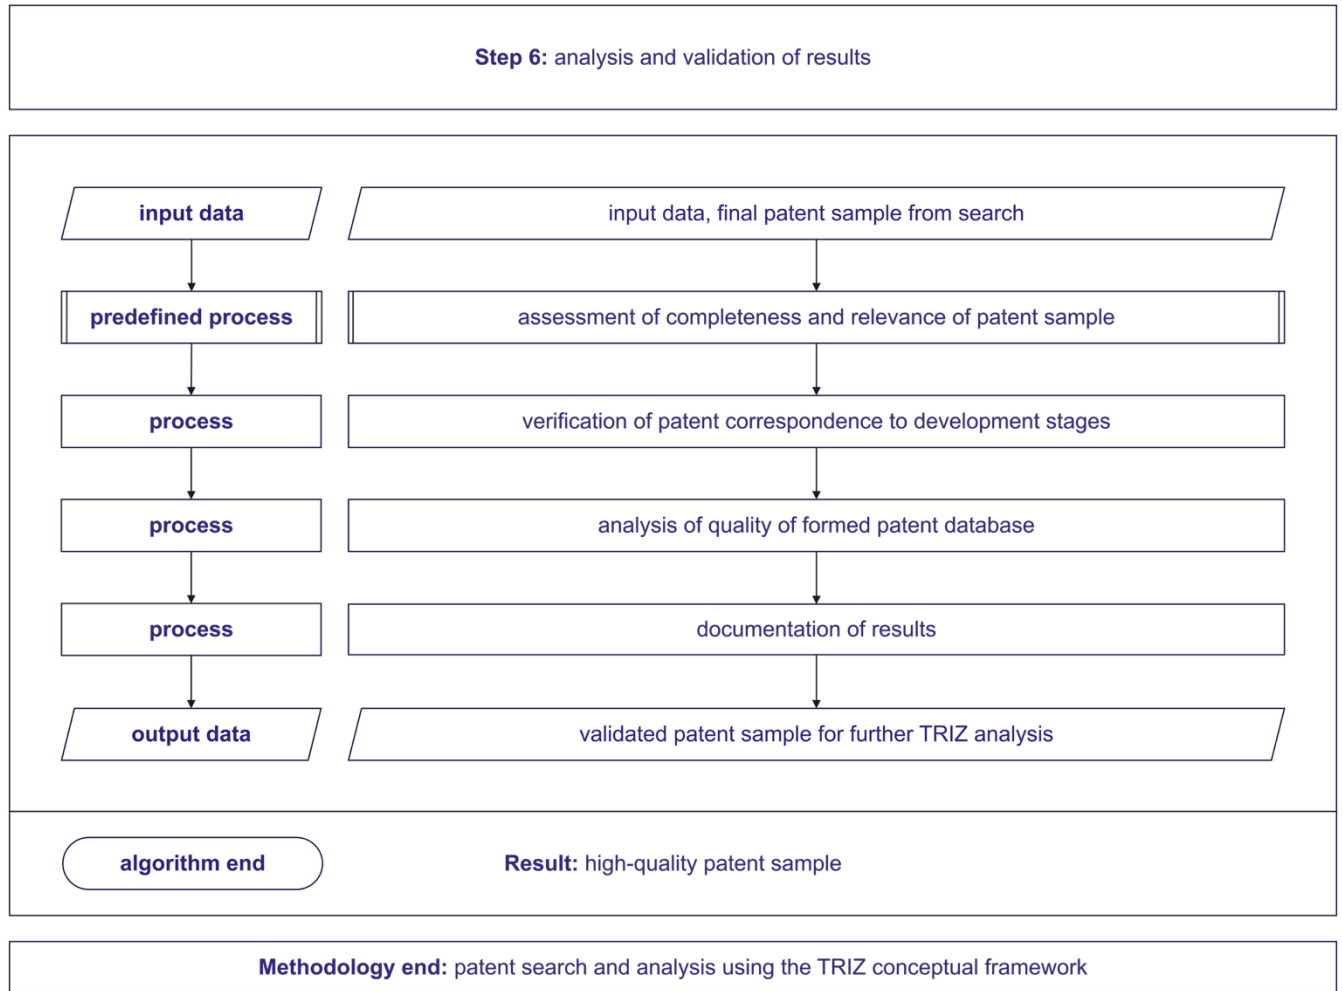 Step 6: analysis and validation of results
input data
input data, final patent sample from search
predefined process
assessment of completeness and relevance of patent sample
process
verification of patent correspondence to development stages
process
analysis of quality of formed patent database
process
documentation of results
output data
validated patent sample for further TRIZ analysis
algorithm end
Result: high-quality patent sample
Methodology end: patent search and analysis using the TRIZ conceptual framework